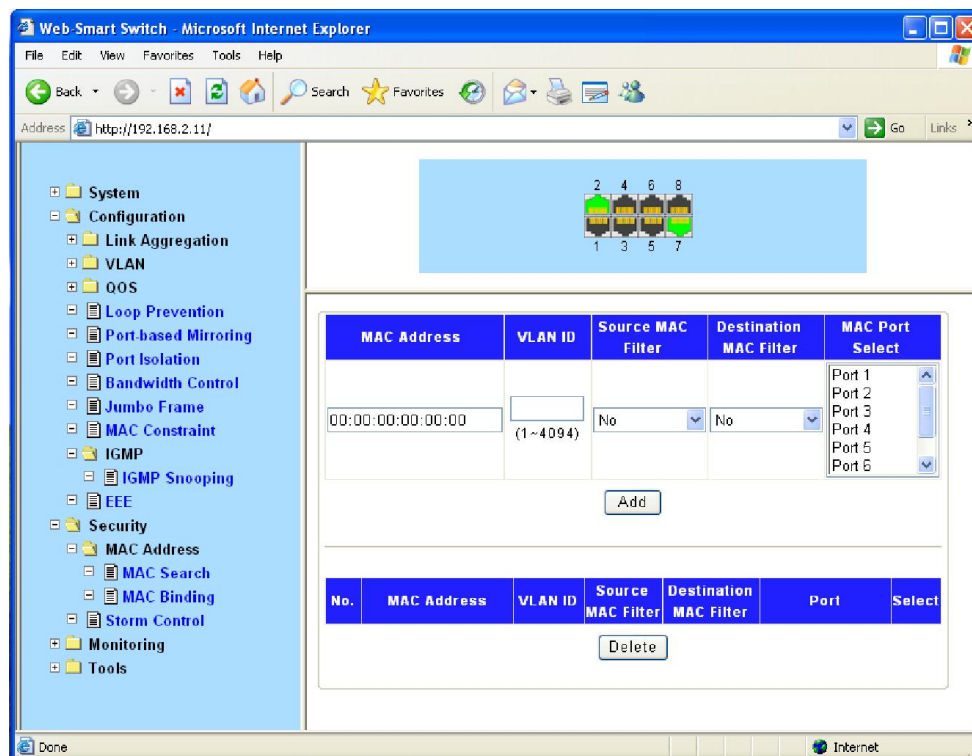 Web-Smart Switch - Microsoft Internet Explorer
File Edit View Favorites Tools Help
Back Search Favorites
Address http://192.168.2.11/ Go Links »
System
Configuration
Link Aggregation
VLAN
QOS
Loop Prevention
Port-based Mirroring
Port Isolation
Bandwidth Control
Jumbo Frame
MAC Constraint
IGMP
IGMP Snooping
EEE
Security
MAC Address
MAC Search
MAC Binding
Storm Control
Monitoring
Tools
2 4 6 8
1 3 5 7
MAC Address VLAN ID Source MAC Filter Destination MAC Filter MAC Port Select
00:00:00:00:00:00 (1~4094) No No
Port 1
Port 2
Port 3
Port 4
Port 5
Port 6
Add
No. MAC Address VLAN ID Source MAC Filter Destination MAC Filter Port Select
Delete
Done Internet